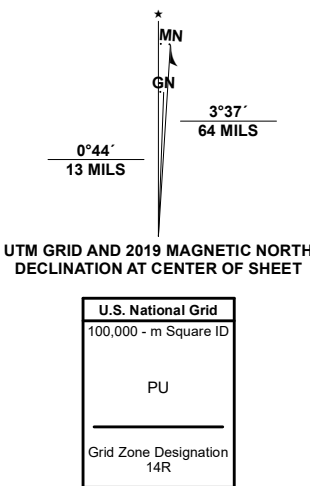 ★
MN
GN
3°37´
64 MILS
0°44´
13 MILS
UTM GRID AND 2019 MAGNETIC NORTH
DECLINATION AT CENTER OF SHEET
U.S. National Grid
100,000 - m Square ID
PU
Grid Zone Designation
14R